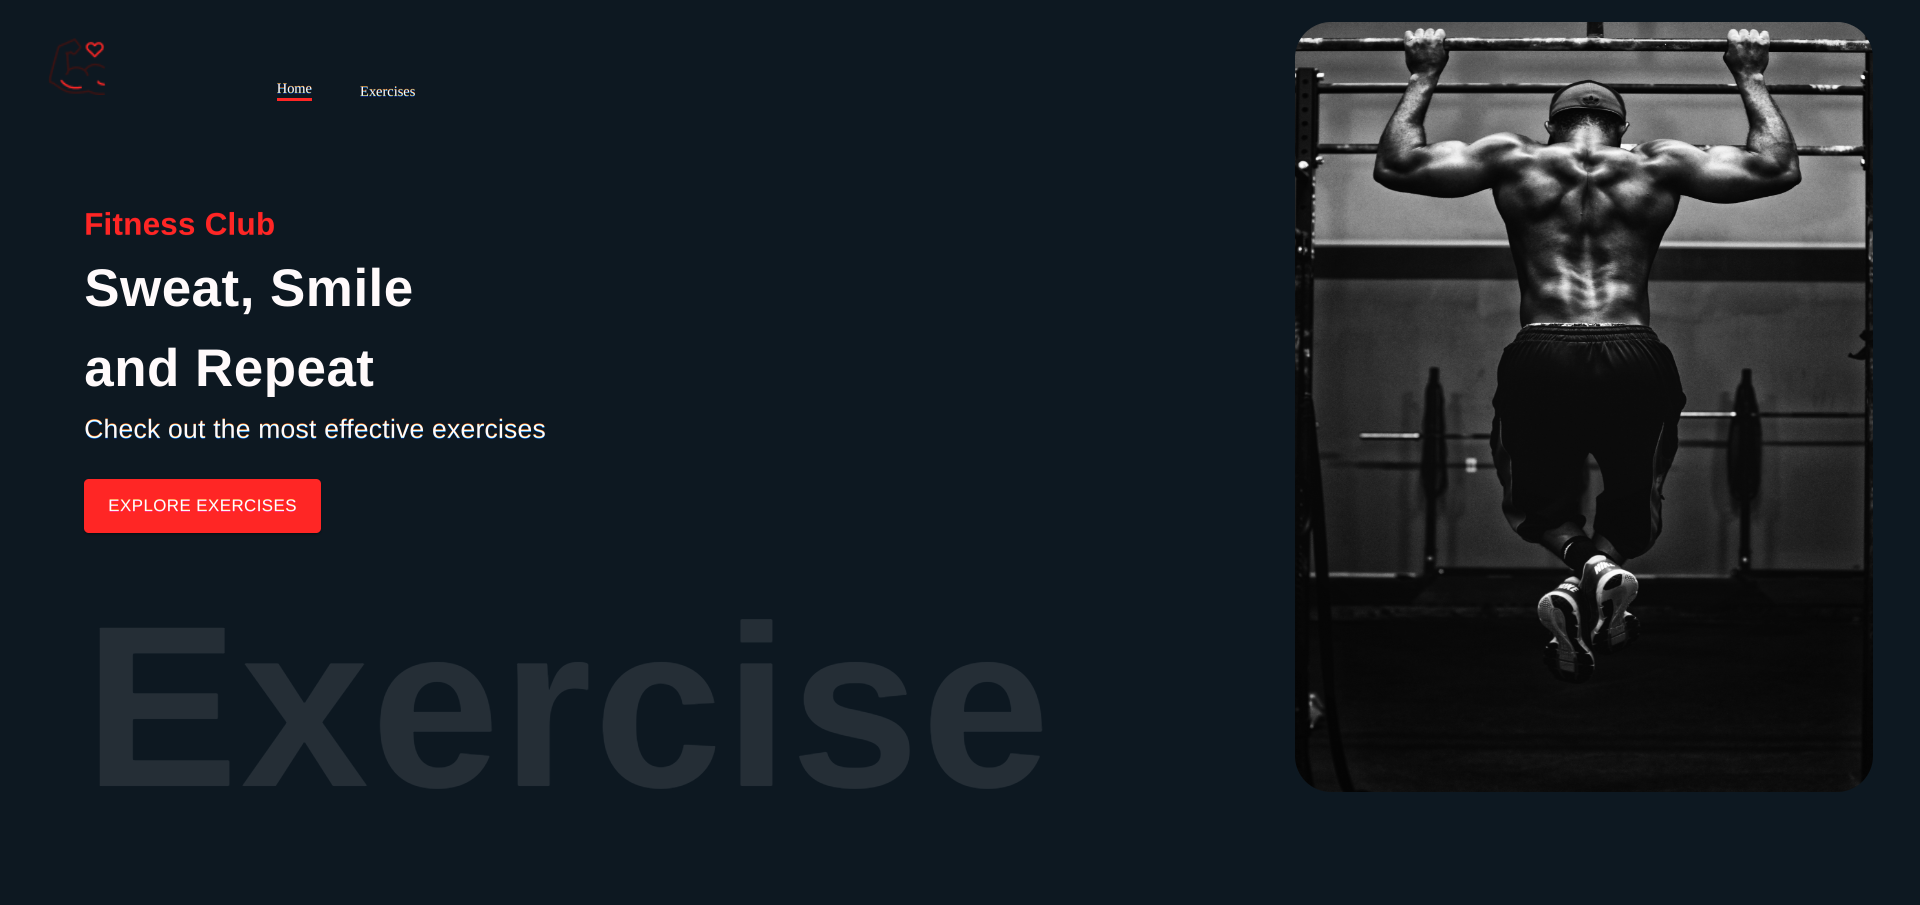 Home
Exercises
Fitness Club
Sweat, Smile
and Repeat
Check out the most effective exercises
EXPLORE EXERCISES
Exercise